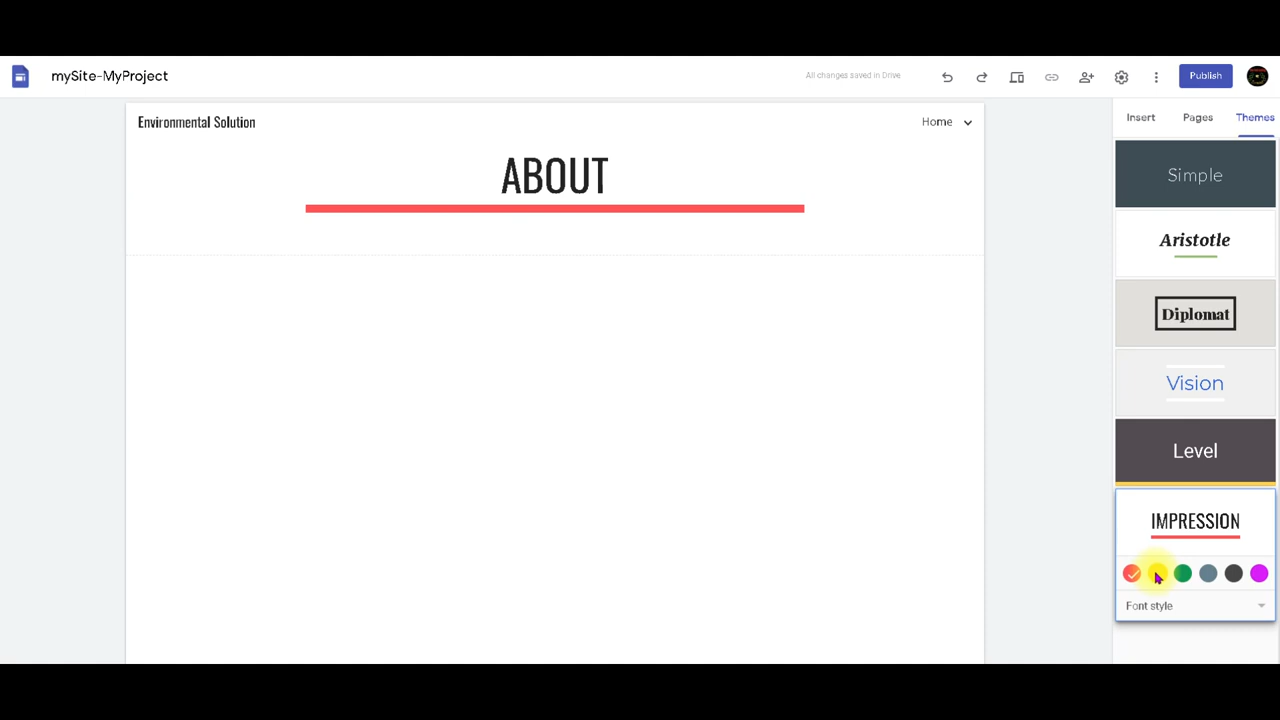 mySite-MyProject
All changes saved in Drive
Publish
Environmental Solution
Home
ABOUT
Insert
Pages
Themes
Simple
Aristotle
Diplomat
Vision
Level
IMPRESSION
Font style